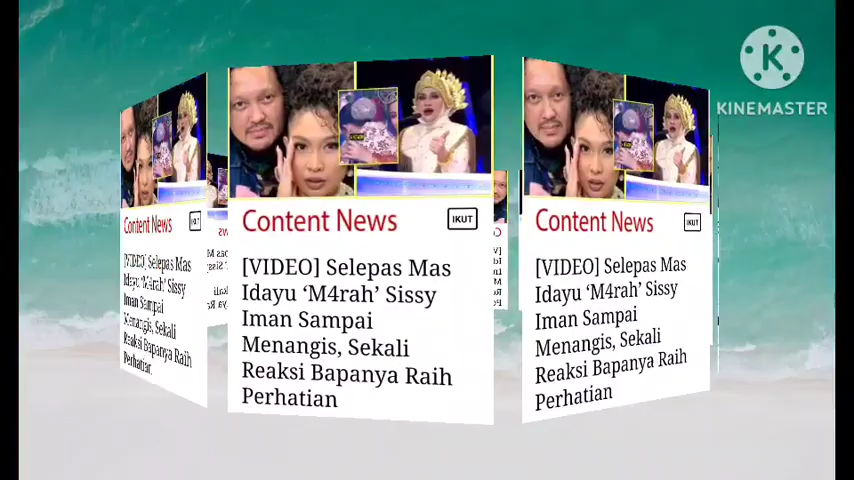 KINEMASTER
Content News
IKUT
[VIDEO] Selepas Mas
Idayu ‘M4rah’ Sissy
Iman Sampai
Menangis, Sekali
Reaksi Bapanya Raih
Perhatian
Content News
IKUT
[VIDEO] Selepas Mas
Idayu ‘M4rah’ Sissy
Iman Sampai
Menangis, Sekali
Reaksi Bapanya Raih
Perhatian
Content News
IKUT
[VIDEO] Selepas Mas
Idayu ‘M4rah’ Sissy
Iman Sampai
Menangis, Sekali
Reaksi Bapanya Raih
Perhatian